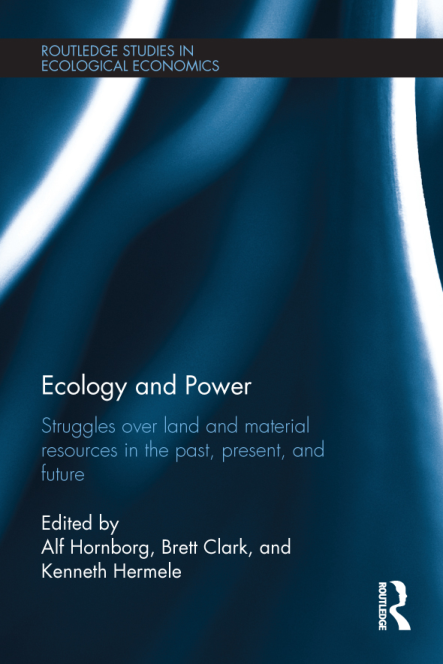 ROUTLEDGE STUDIES IN
ECOLOGICAL ECONOMICS
Ecology and Power
Struggles over land and material
resources in the past, present, and
future
Edited by
Alf Hornborg, Brett Clark, and
Kenneth Hermele
ROUTLEDGE